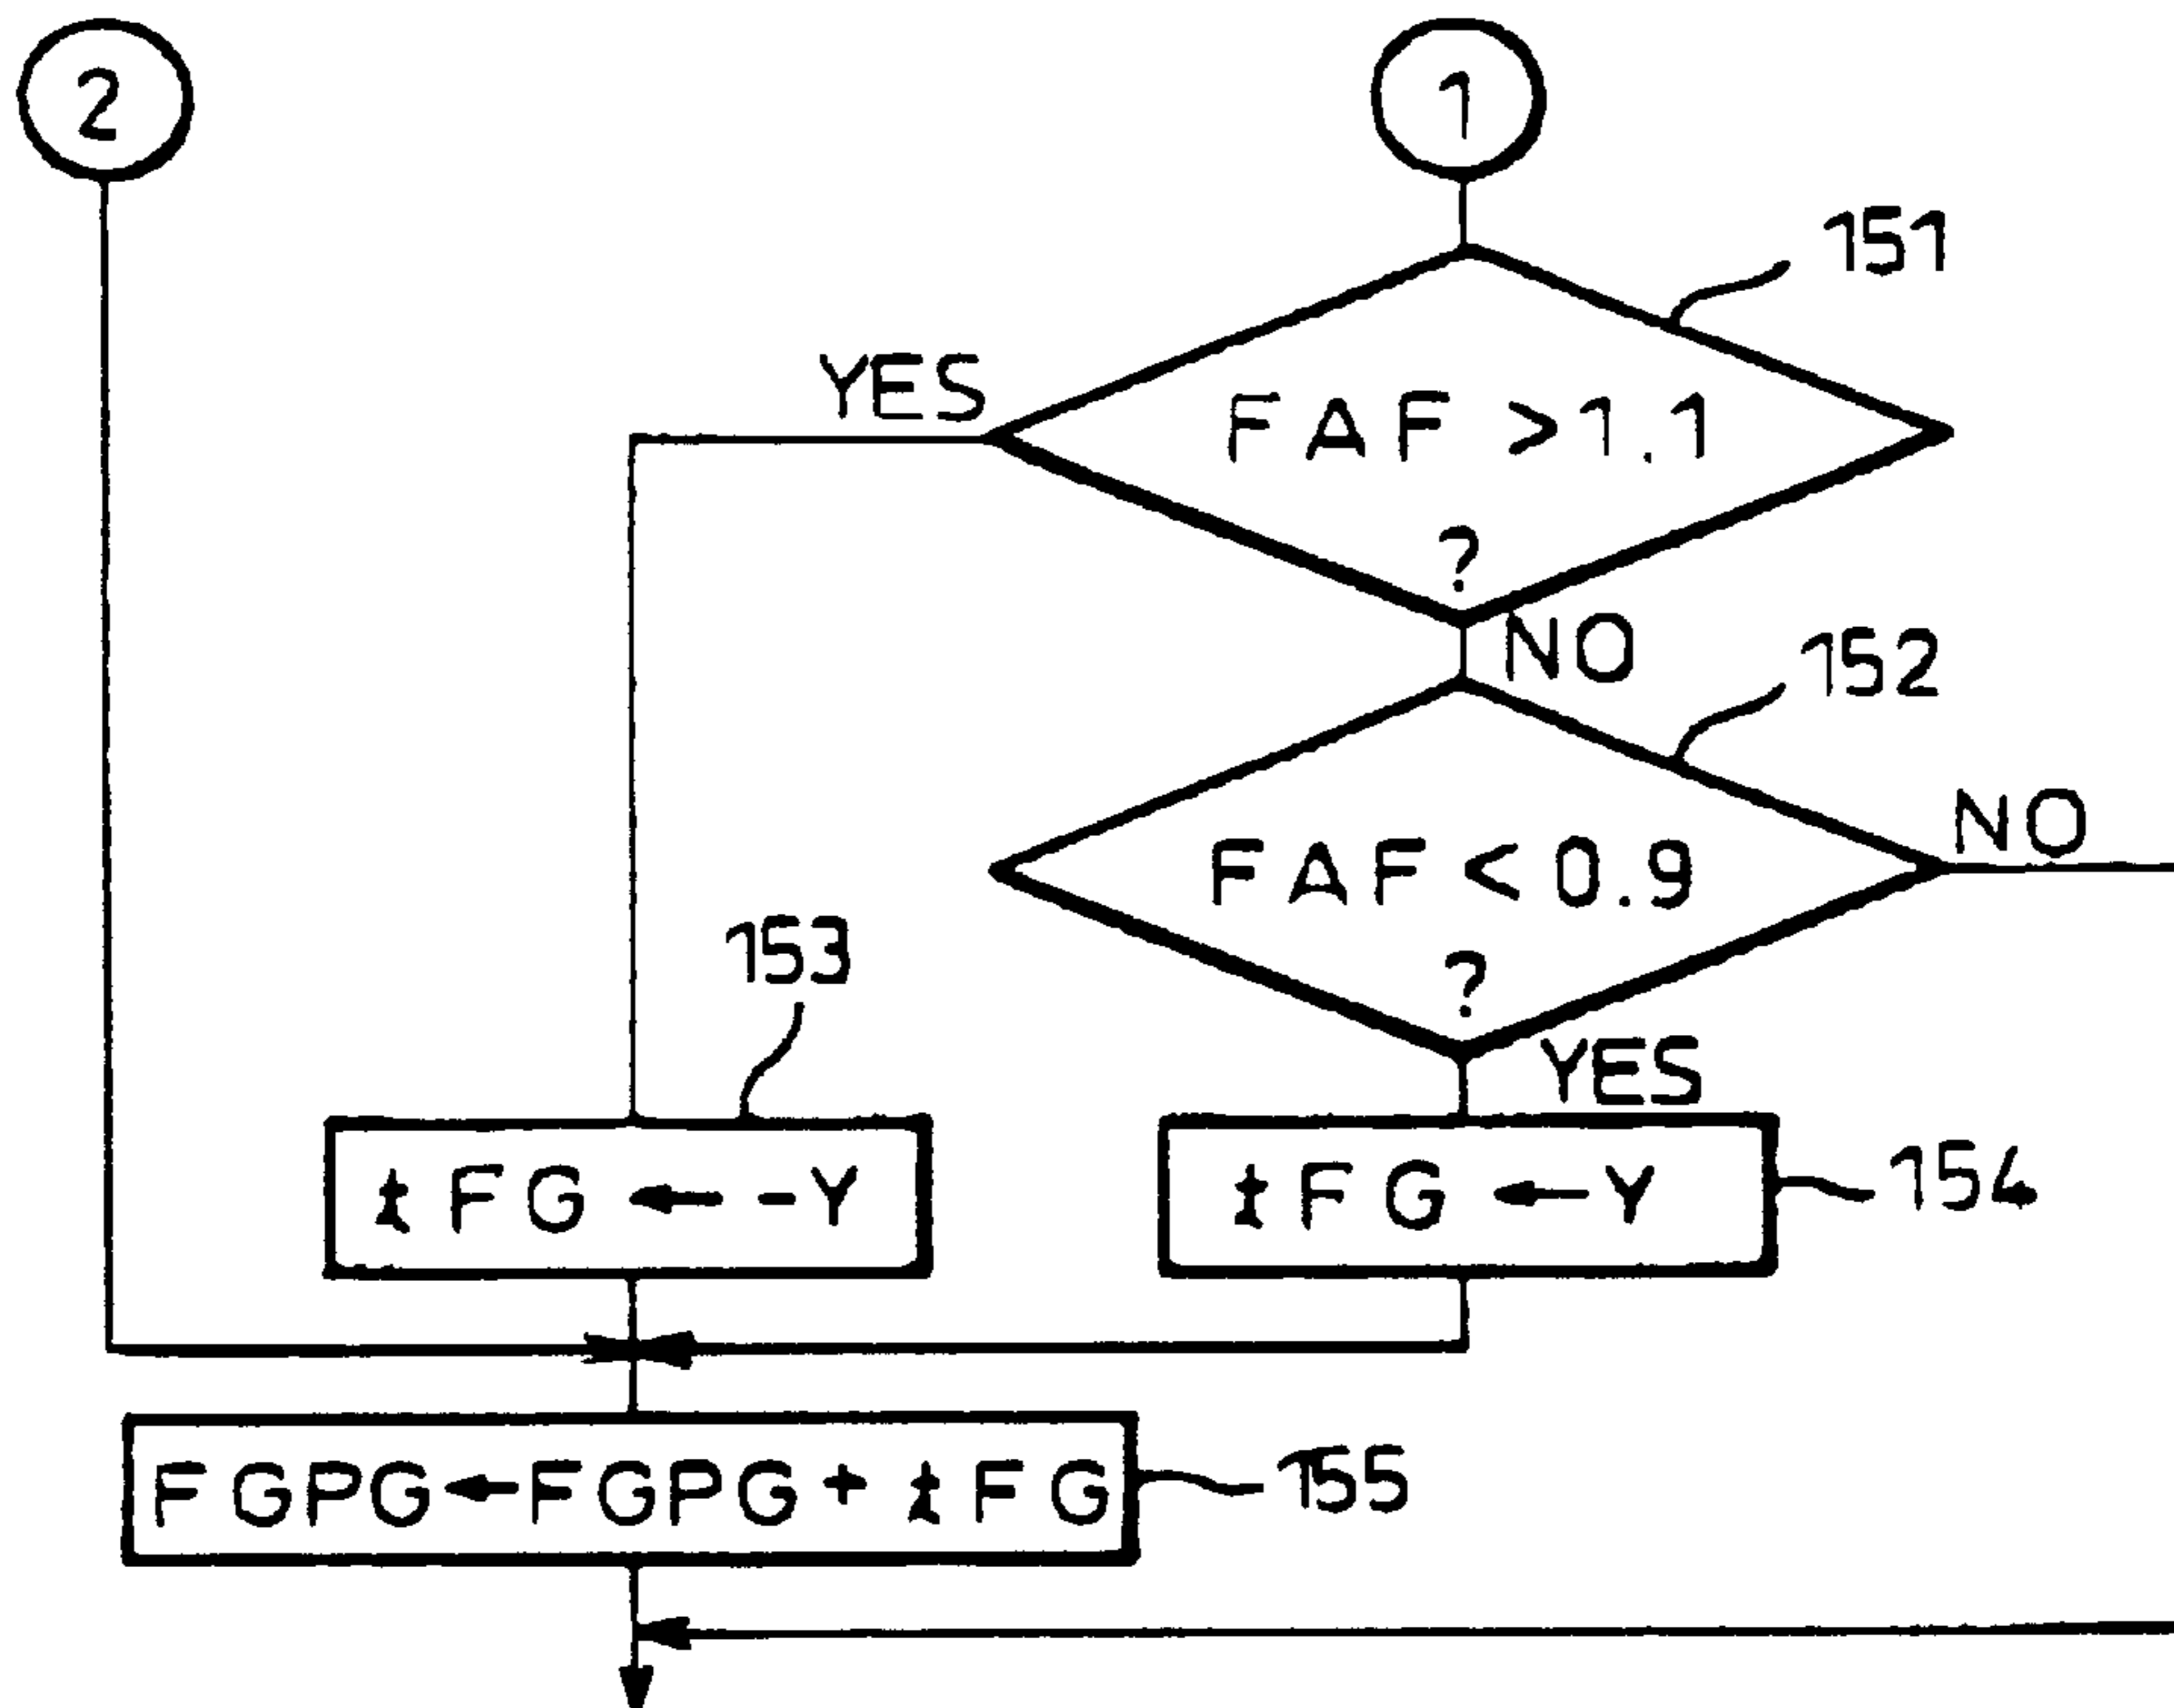 2
1
151
YES
FAF >1.1
?
NO
152
NO
FAF<0.9
?
153
YES
tFG ← -Y
tFG ← Y
154
FGPG←FGPG+tFG
155